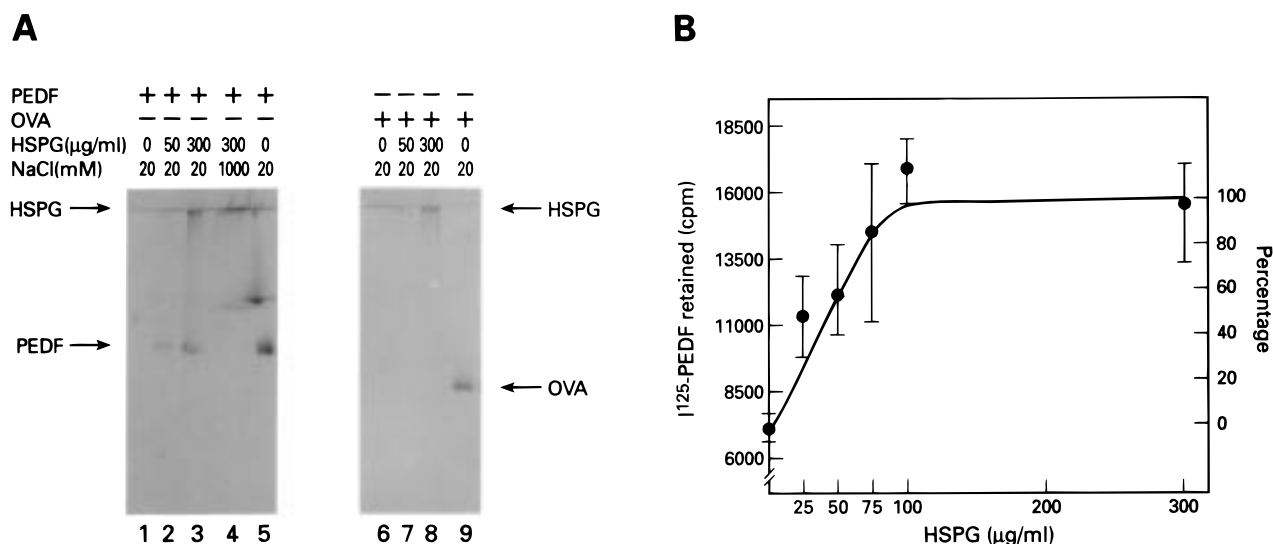 A
PEDF + + + + + − − − −
OVA − − − − − + + + +
HSPG(µg/ml) 0 50 300 300 0 0 50 300 0
NaCl(mM) 20 20 20 1000 20 20 20 20 20
HSPG
HSPG
PEDF
OVA
1 2 3 4 5 6 7 8 9
B
I125-PEDF retained (cpm)
18500
16000
13500
11000
8500
6000
100
80
60
40
20
0
Percentage
25 50 75 100 200 300
HSPG (µg/ml)